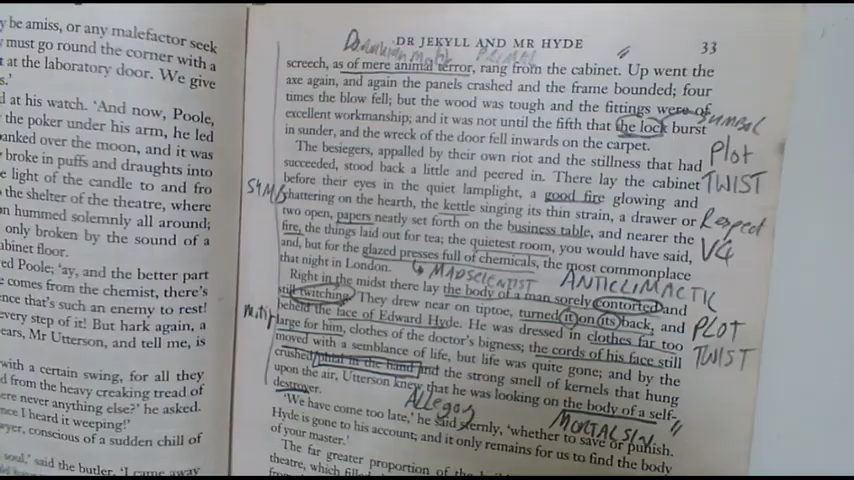 y be amiss, or any malefactor seek
must go round the corner with a
t at the laboratory door. We give
s.'
d at his watch. 'And now, Poole,
the poker under his arm, he led
anked over the moon, and it was
broke in puffs and draughts into
e light of the candle to and fro
the shelter of the theatre, where
n hummed solemnly all around;
only broken by the sound of a
abinet floor.
ed Poole; 'ay, and the better part
comes from the chemist, there's
nce that's such an enemy to rest!
every step of it! But hark again, a
ears, Mr Utterson, and tell me, is
with a certain swing, for all they
d from the heavy creaking tread of
ere never anything else?' he asked.
nce I heard it weeping!'
wyer, conscious of a sudden chill of
soul,' said the butler. 'I came away
DR JEKYLL AND MR HYDE 33
screech, as of mere animal terror, rang from the cabinet. Up went the
axe again, and again the panels crashed and the frame bounded; four
times the blow fell; but the wood was tough and the fittings were of
excellent workmanship; and it was not until the fifth that the lock burst
SYMBOL
in sunder, and the wreck of the door fell inwards on the carpet.
Plot
TWIST
The besiegers, appalled by their own riot and the stillness that had
succeeded, stood back a little and peered in. There lay the cabinet
before their eyes in the quiet lamplight, a good fire glowing and
SYMB
chattering on the hearth, the kettle singing its thin strain, a drawer or
Respect
two open, papers neatly set forth on the business table, and nearer the
fire, the things laid out for tea; the quietest room, you would have said,
and, but for the glazed presses full of chemicals, the most commonplace
that night in London.
MAD SCIENTIST
ANTICLIMACTIC
Right in the midst there lay the body of a man sorely contorted and
still twitching. They drew near on tiptoe, turned it on its back, and
PLOT
TWIST
beheld the face of Edward Hyde. He was dressed in clothes far too
large for him, clothes of the doctor's bigness; the cords of his face still
moved with a semblance of life, but life was quite gone; and by the
crushed phial in the hand and the strong smell of kernels that hung
upon the air, Utterson knew that he was looking on the body of a self-
destroyer.
Allegory
MORTAL SIN
'We have come too late,' he said sternly, 'whether to save or punish.
Hyde is gone to his account; and it only remains for us to find the body
of your master.'
The far greater proportion of the
theatre, which